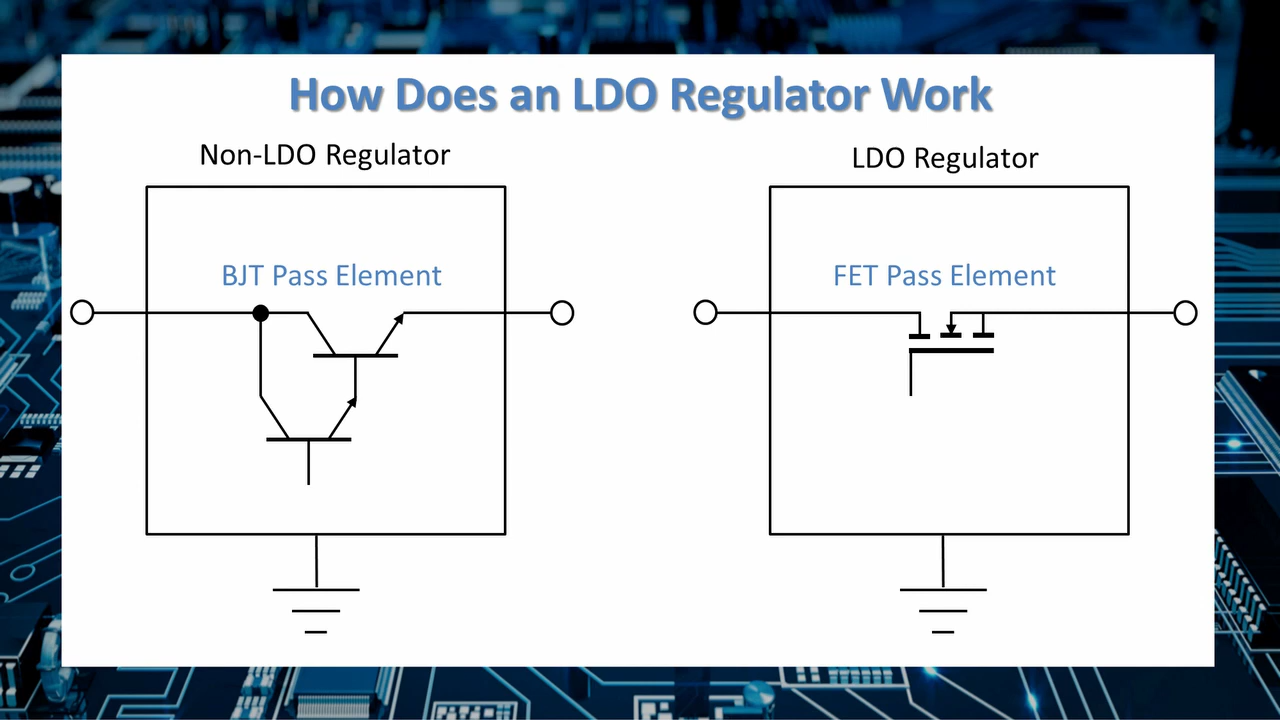 How Does an LDO Regulator Work
Non-LDO Regulator
LDO Regulator
BJT Pass Element
FET Pass Element